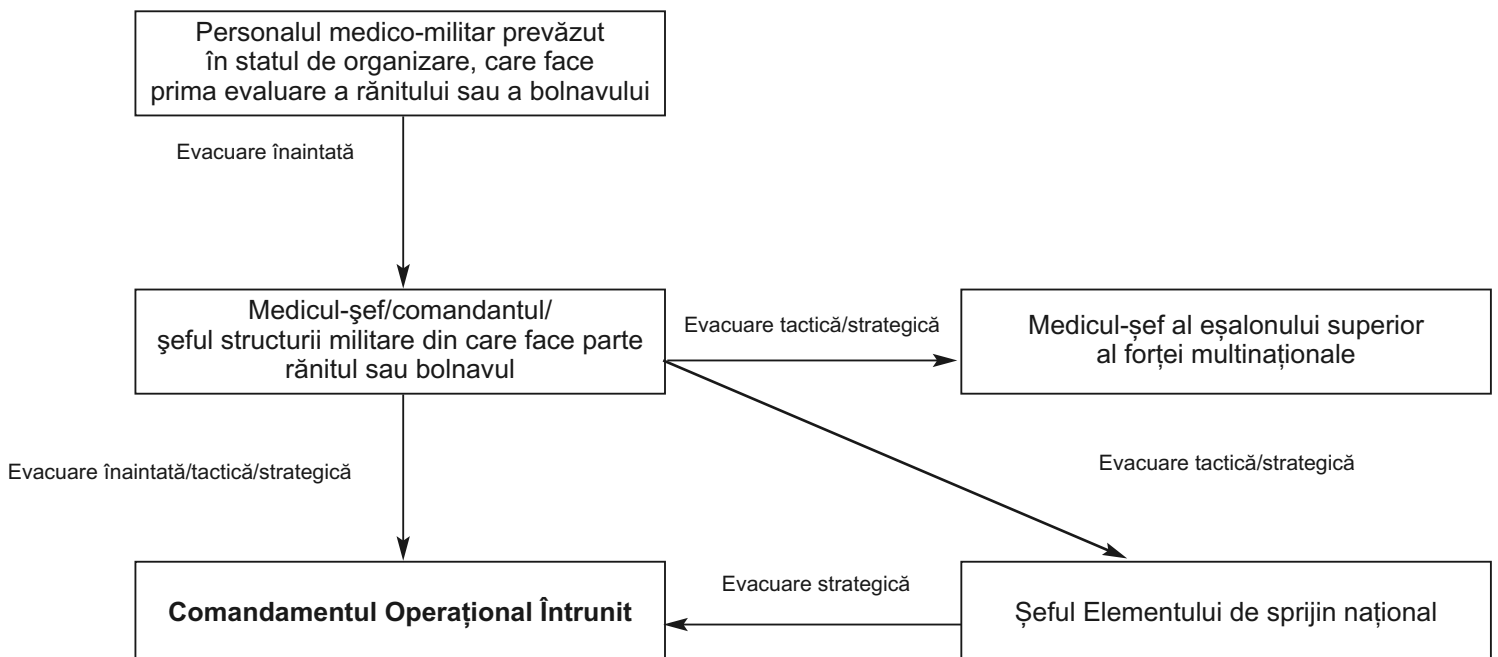 Personalul medico-militar prevăzut
în statul de organizare, care face
prima evaluare a rănitului sau a bolnavului
Evacuare înaintată
Medicul-şef/comandantul/
şeful structurii militare din care face parte
rănitul sau bolnavul
Evacuare tactică/strategică
Medicul-șef al eșalonului superior
al forței multinaționale
Evacuare înaintată/tactică/strategică
Evacuare tactică/strategică
Comandamentul Operațional Întrunit
Evacuare strategică
Șeful Elementului de sprijin național